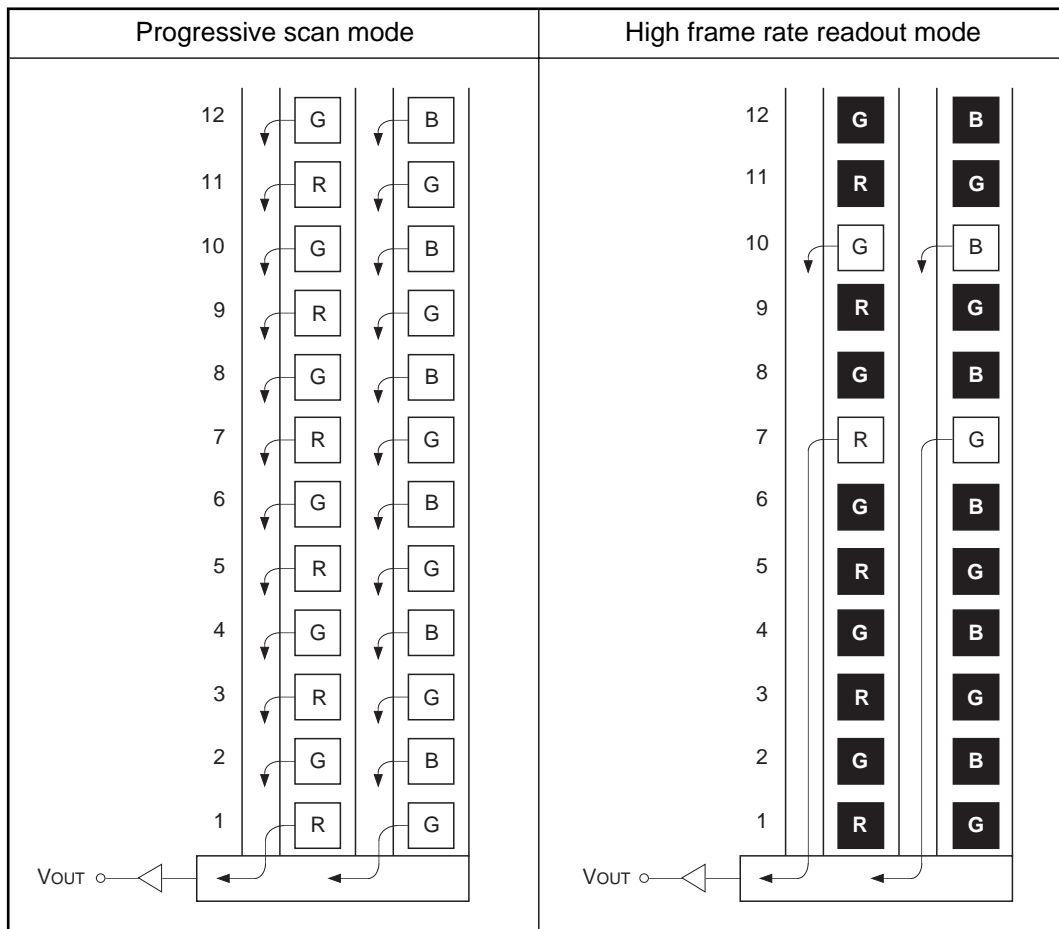 Progressive scan mode High frame rate readout mode
12 G B 12 G B
11 R G 11 R G
10 G B 10 G B
9 R G 9 R G
8 G B 8 G B
7 R G 7 R G
6 G B 6 G B
5 R G 5 R G
4 G B 4 G B
3 R G 3 R G
2 G B 2 G B
1 R G 1 R G
VOUT VOUT